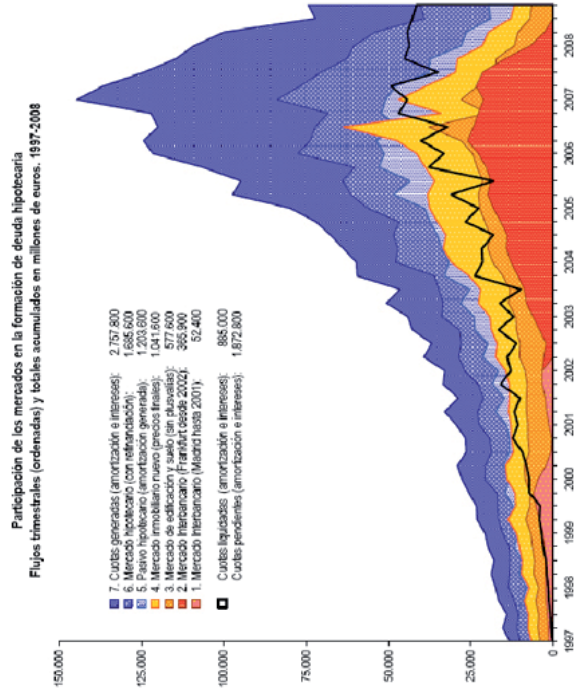 Participación de los mercados en la formación de deuda hipotecaria
Flujos trimestrales (ordenadas) y totales acumulados en millones de euros. 1997-2008
150.000
125.000
100.000
75.000
50.000
25.000
0
7. Cuotas generadas (amortización e intereses): 2.757.800
6. Mercado hipotecario (con refinanciación): 1.685.600
5. Pasivo hipotecario (amortización generada): 1.203.600
4. Mercado inmobiliario nuevo (precios finales): 1.041.600
3. Mercado de edificación y suelo (sin plusvalías): 577.600
2. Mercado Interbancario (Frankfurt desde 2002): 365.900
1. Mercado Interbancario (Madrid hasta 2001): 52.400
Cuotas liquidadas (amortización e intereses): 885.000
Cuotas pendientes (amortización e intereses): 1.872.800
1997 1998 1999 2000 2001 2002 2003 2004 2005 2006 2007 2008